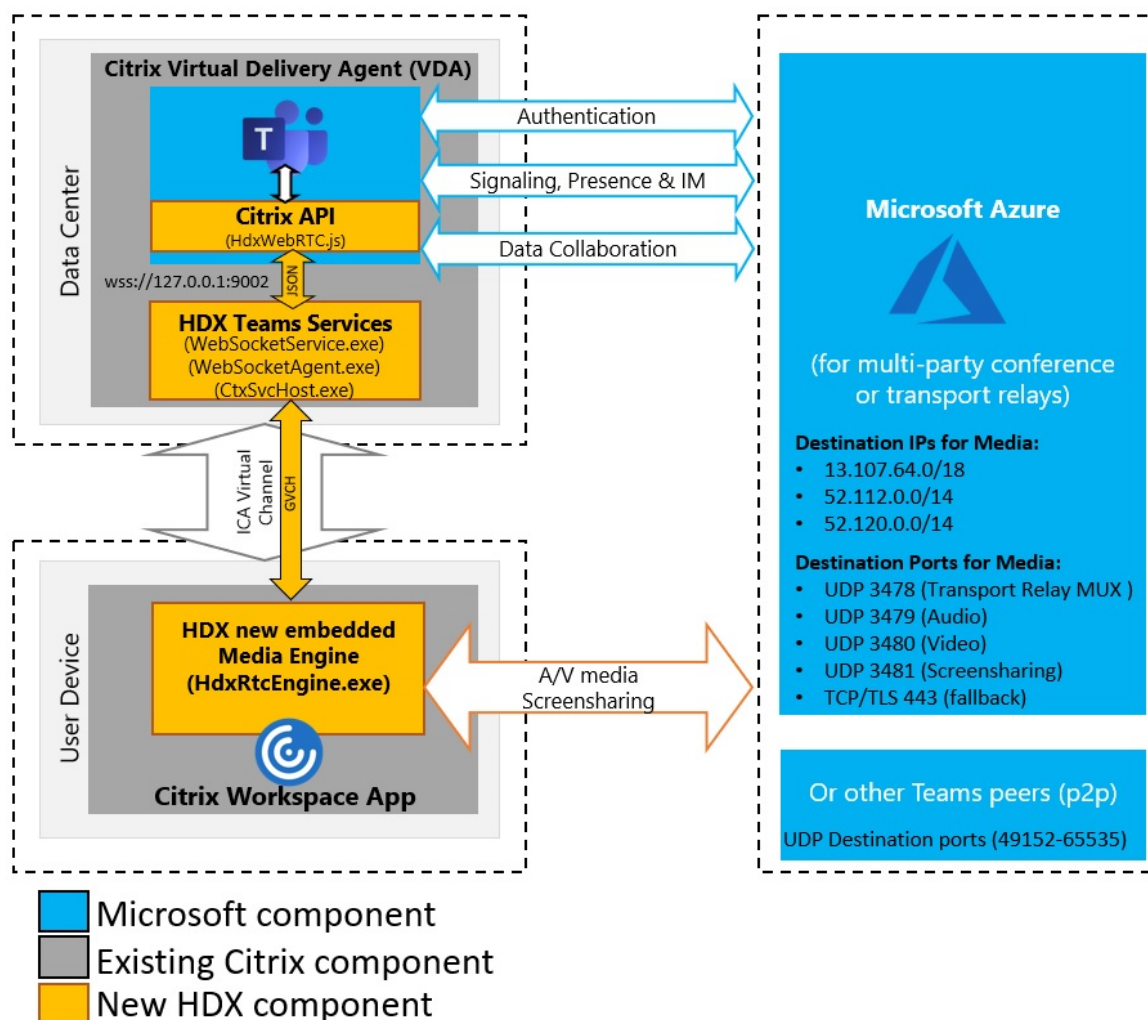 Citrix Virtual Delivery Agent (VDA)
T
Citrix API
(HdxWebRTC.js)
wss://127.0.0.1:9002
JSON
HDX Teams Services
(WebSocketService.exe)
(WebSocketAgent.exe)
(CtxSvcHost.exe)
Data Center
Authentication
Signaling, Presence & IM
Data Collaboration
ICA Virtual
Channel
GVCH
User Device
HDX new embedded
Media Engine
(HdxRtcEngine.exe)
Citrix Workspace App
A/V media
Screensharing
Microsoft Azure
(for multi-party conference
or transport relays)
Destination IPs for Media:
• 13.107.64.0/18
• 52.112.0.0/14
• 52.120.0.0/14
Destination Ports for Media:
• UDP 3478 (Transport Relay MUX )
• UDP 3479 (Audio)
• UDP 3480 (Video)
• UDP 3481 (Screensharing)
• TCP/TLS 443 (fallback)
Or other Teams peers (p2p)
UDP Destination ports (49152-65535)
Microsoft component
Existing Citrix component
New HDX component